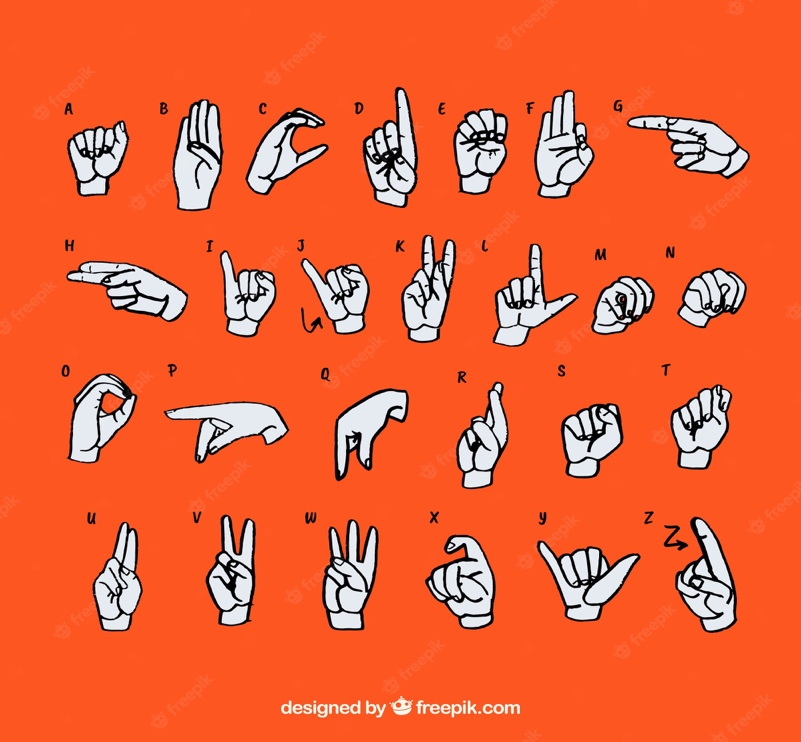 A B C D E F G
H I J K L M N
O P Q R S T
U V W X Y Z
designed by freepik.com